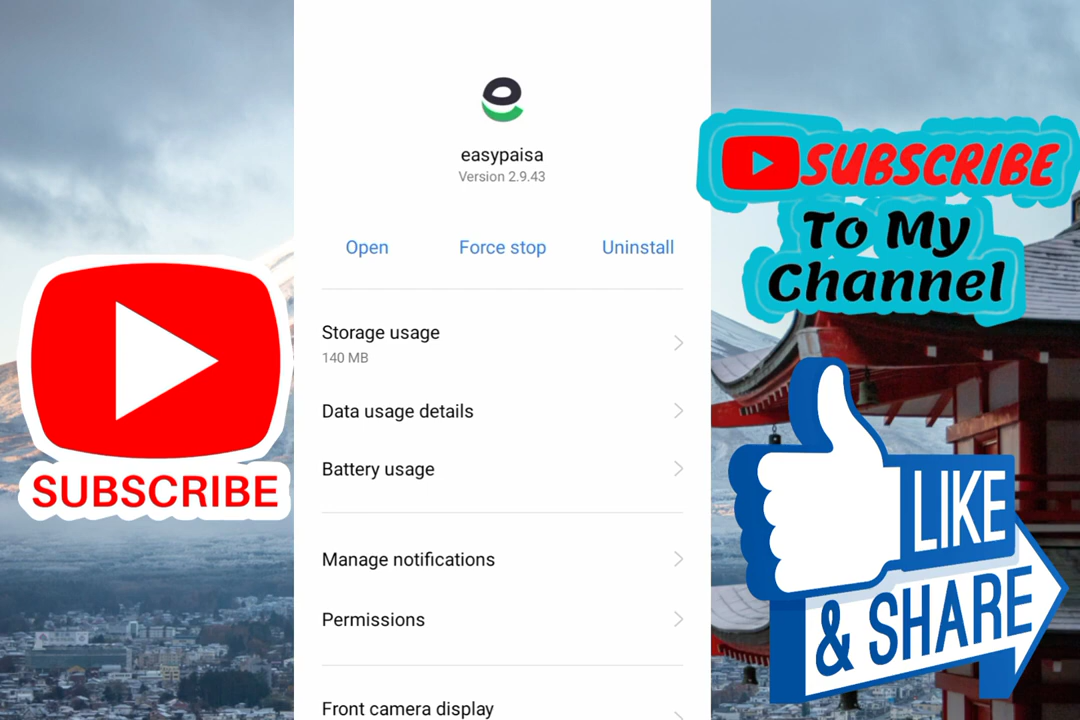 easypaisa
Version 2.9.43
Open Force stop Uninstall
Storage usage
140 MB
Data usage details
Battery usage
Manage notifications
Permissions
Front camera display
SUBSCRIBE
SUBSCRIBE
To My
Channel
LIKE
& SHARE